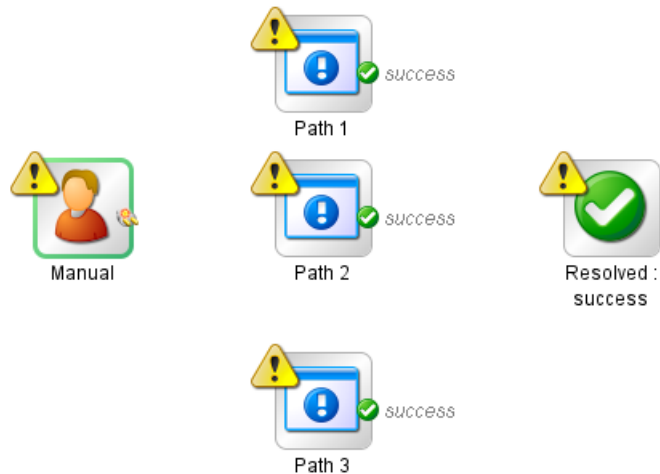 success
Path 1
success
Manual
Path 2
Resolved :
success
success
Path 3